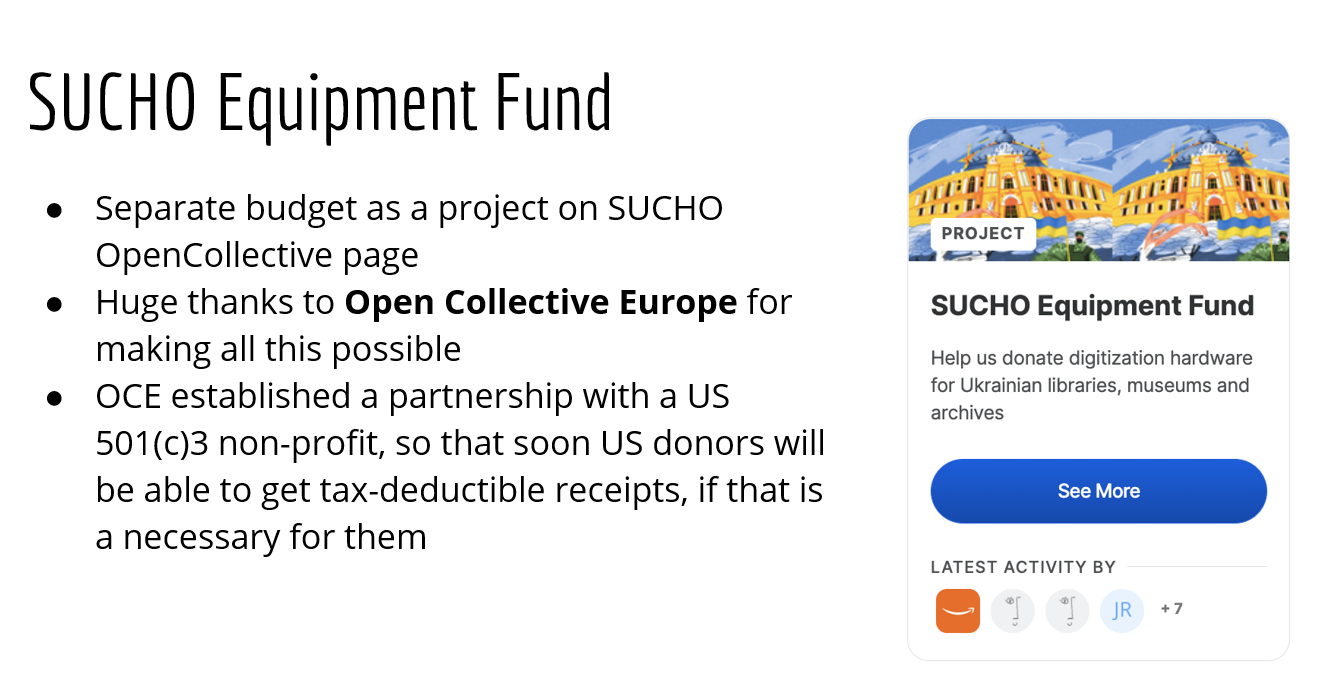 SUCHO Equipment Fund
● Separate budget as a project on SUCHO
OpenCollective page
● Huge thanks to Open Collective Europe for
making all this possible
● OCE established a partnership with a US
501(c)3 non-profit, so that soon US donors will
be able to get tax-deductible receipts, if that is
a necessary for them
PROJECT
SUCHO Equipment Fund
Help us donate digitization hardware
for Ukrainian libraries, museums and
archives
See More
LATEST ACTIVITY BY
JR + 7